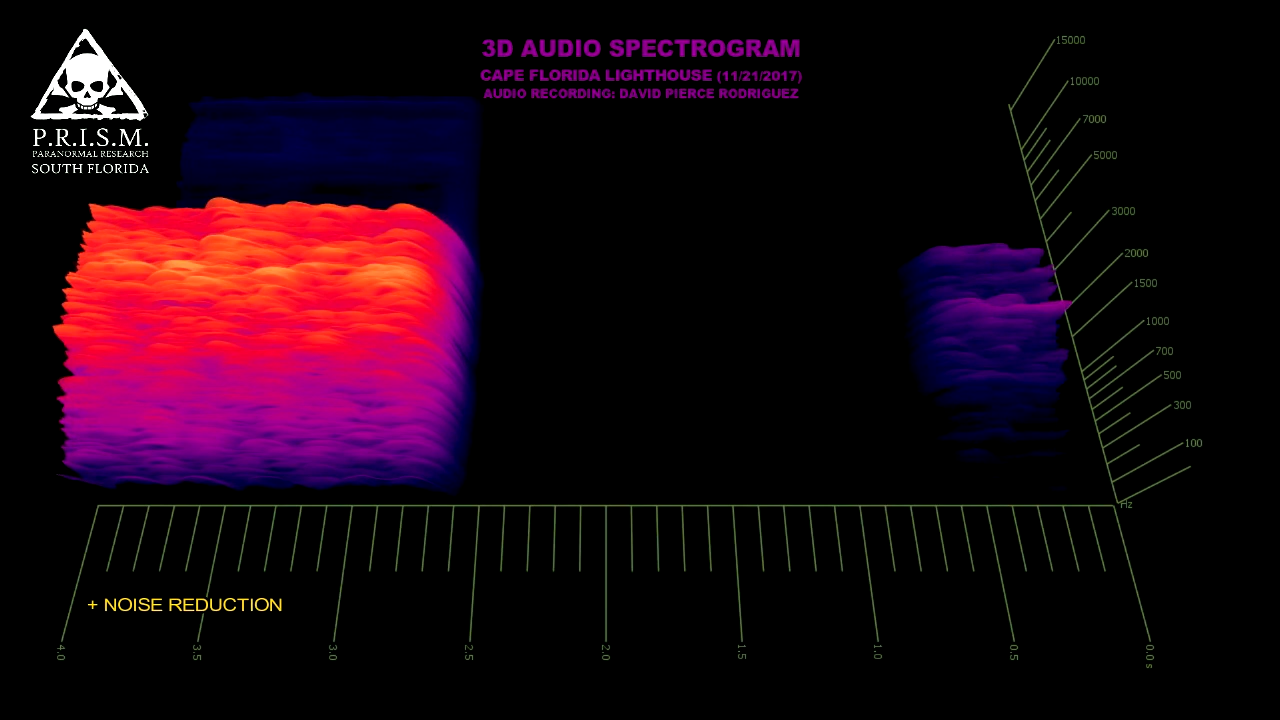 3D AUDIO SPECTROGRAM
CAPE FLORIDA LIGHTHOUSE (11/21/2017)
AUDIO RECORDING: DAVID PIERCE RODRIGUEZ
P.R.I.S.M.
PARANORMAL RESEARCH
SOUTH FLORIDA
15000
10000
7000
5000
3000
2000
1500
1000
700
500
300
100
Hz
+ NOISE REDUCTION
4.0 3.5 3.0 2.5 2.0 1.5 1.0 0.5 0.0 s